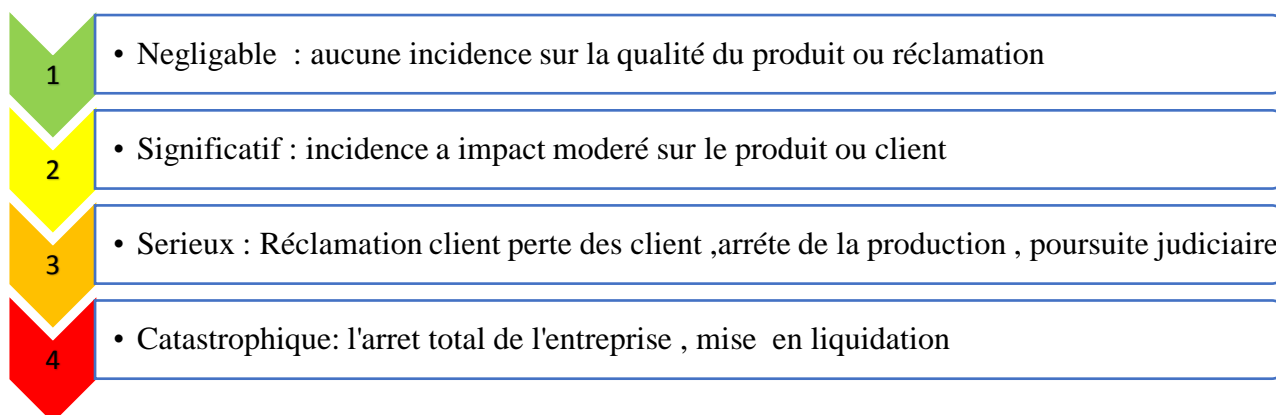 1
• Negligable : aucune incidence sur la qualité du produit ou réclamation
2
• Significatif : incidence a impact moderé sur le produit ou client
3
• Serieux : Réclamation client perte des client ,arréte de la production , poursuite judiciaire
4
• Catastrophique: l'arret total de l'entreprise , mise en liquidation